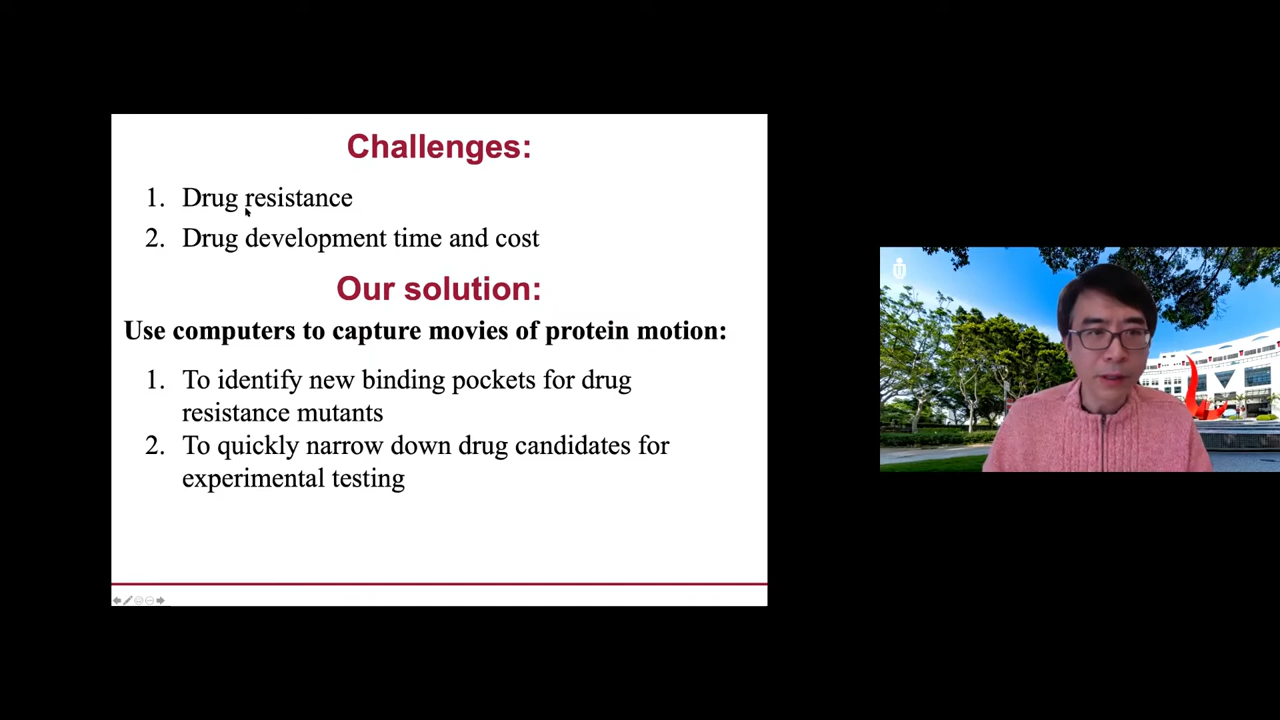 Challenges:
1. Drug resistance
2. Drug development time and cost
Our solution:
Use computers to capture movies of protein motion:
1. To identify new binding pockets for drug
resistance mutants
2. To quickly narrow down drug candidates for
experimental testing